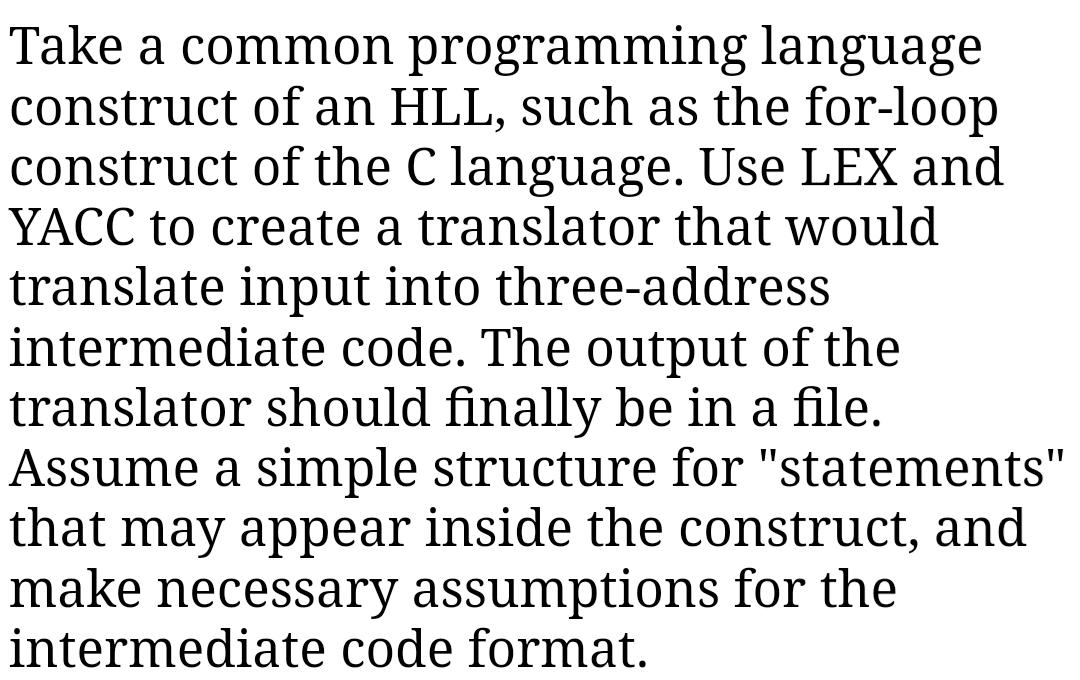 Take a common programming language
construct of an HLL, such as the for-loop
construct of the C language. Use LEX and
YACC to create a translator that would
translate input into three-address
intermediate code. The output of the
translator should finally be in a file.
Assume a simple structure for "statements"
that may appear inside the construct, and
make necessary assumptions for the
intermediate code format.